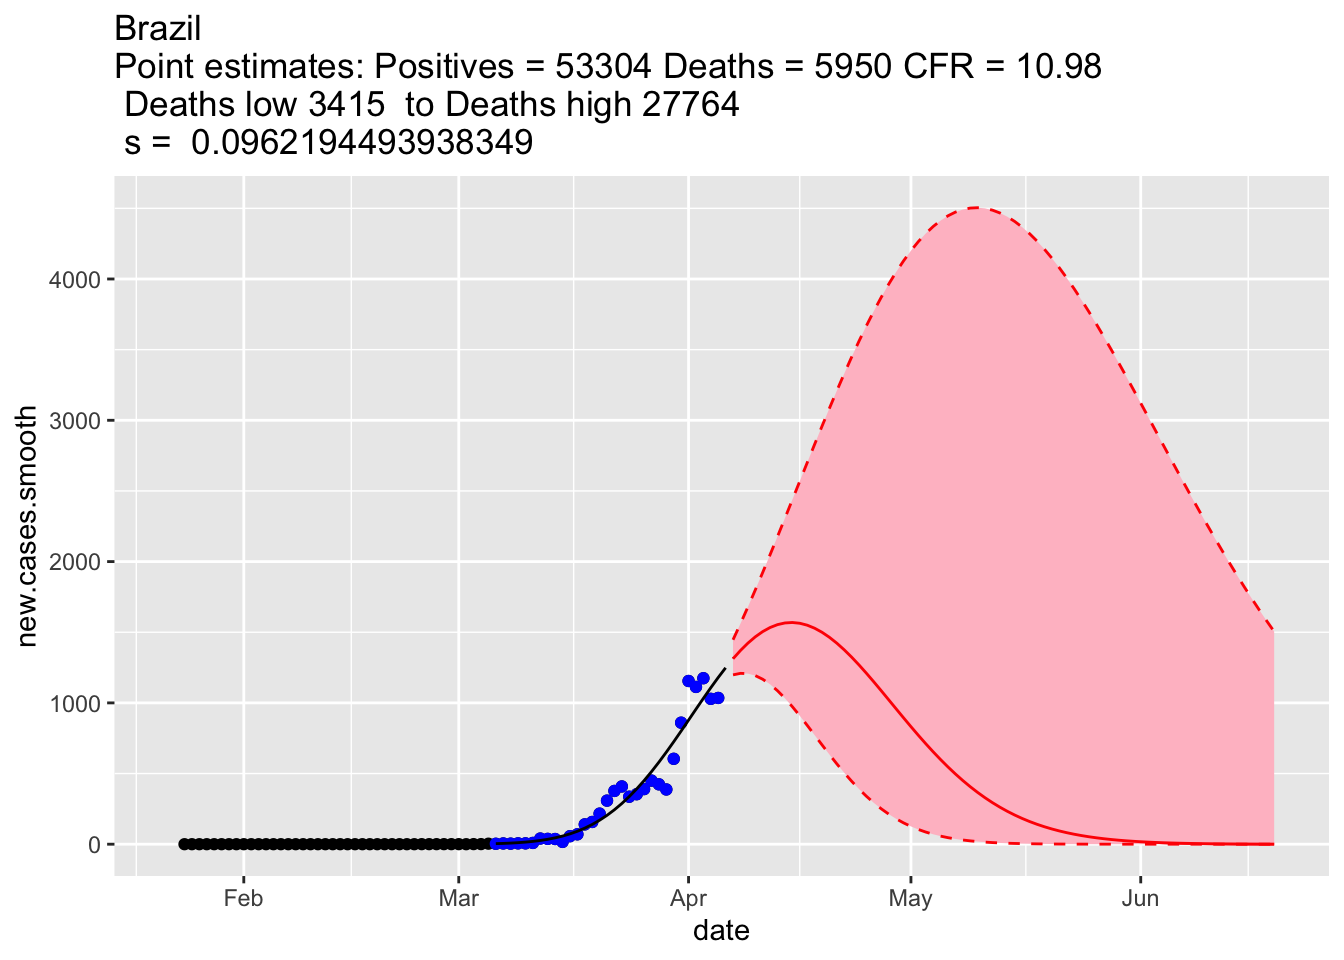 Brazil
Point estimates: Positives = 53304 Deaths = 5950 CFR = 10.98
Deaths low 3415  to Deaths high 27764
s =  0.0962194493938349
4000
3000
2000
1000
0
new.cases.smooth
Feb Mar Apr May Jun
date